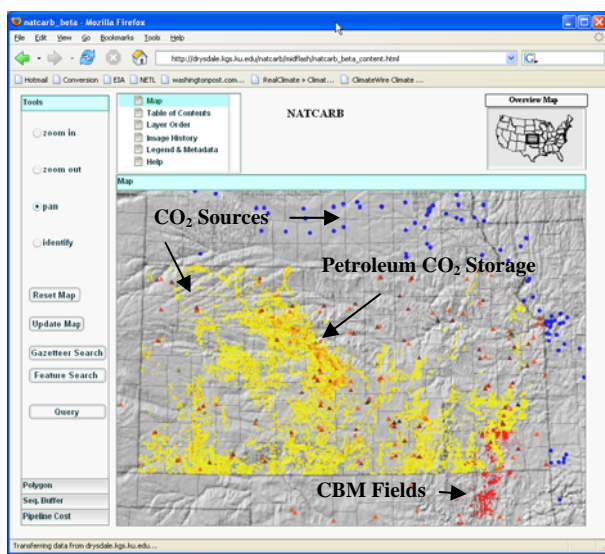 natcarb_beta - Mozilla Firefox
File Edit View Go Bookmarks Tools Help
http://drysdale.kgs.ku.edu/natcarb/midflash/natcarb_beta_content.html
Hotmail Conversion EIA NETL washingtonpost.com... RealClimate » Climat... ClimateWire Climate ...
Tools
zoom in
zoom out
pan
identify
Reset Map
Update Map
Gazetteer Search
Feature Search
Query
Polygon
Seq. Buffer
Pipeline Cost
Map
Table of Contents
Layer Order
Image History
Legend & Metadata
Help
NATCARB
Overview Map
Map
CO₂ Sources
Petroleum CO₂ Storage
CBM Fields
Transferring data from drysdale.kgs.ku.edu...